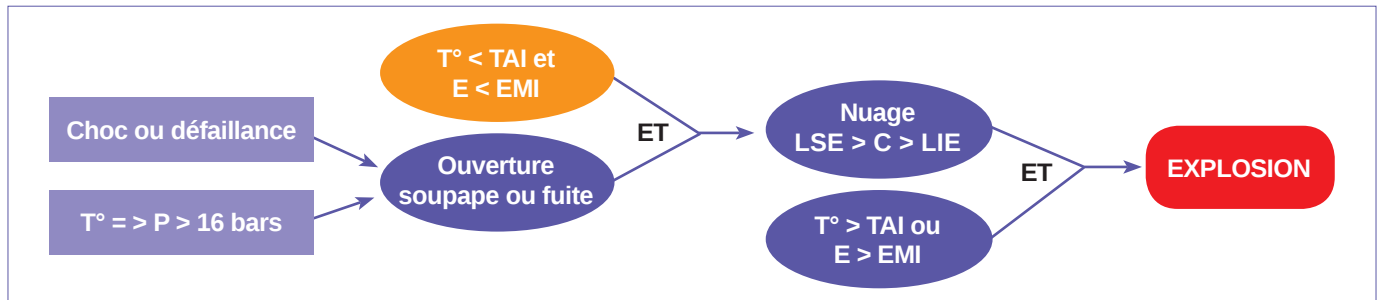 T° < TAI et
E < EMI
Choc ou défaillance
T° = > P > 16 bars
Ouverture
soupape ou fuite
ET
Nuage
LSE > C > LIE
T° > TAI ou
E > EMI
ET
EXPLOSION